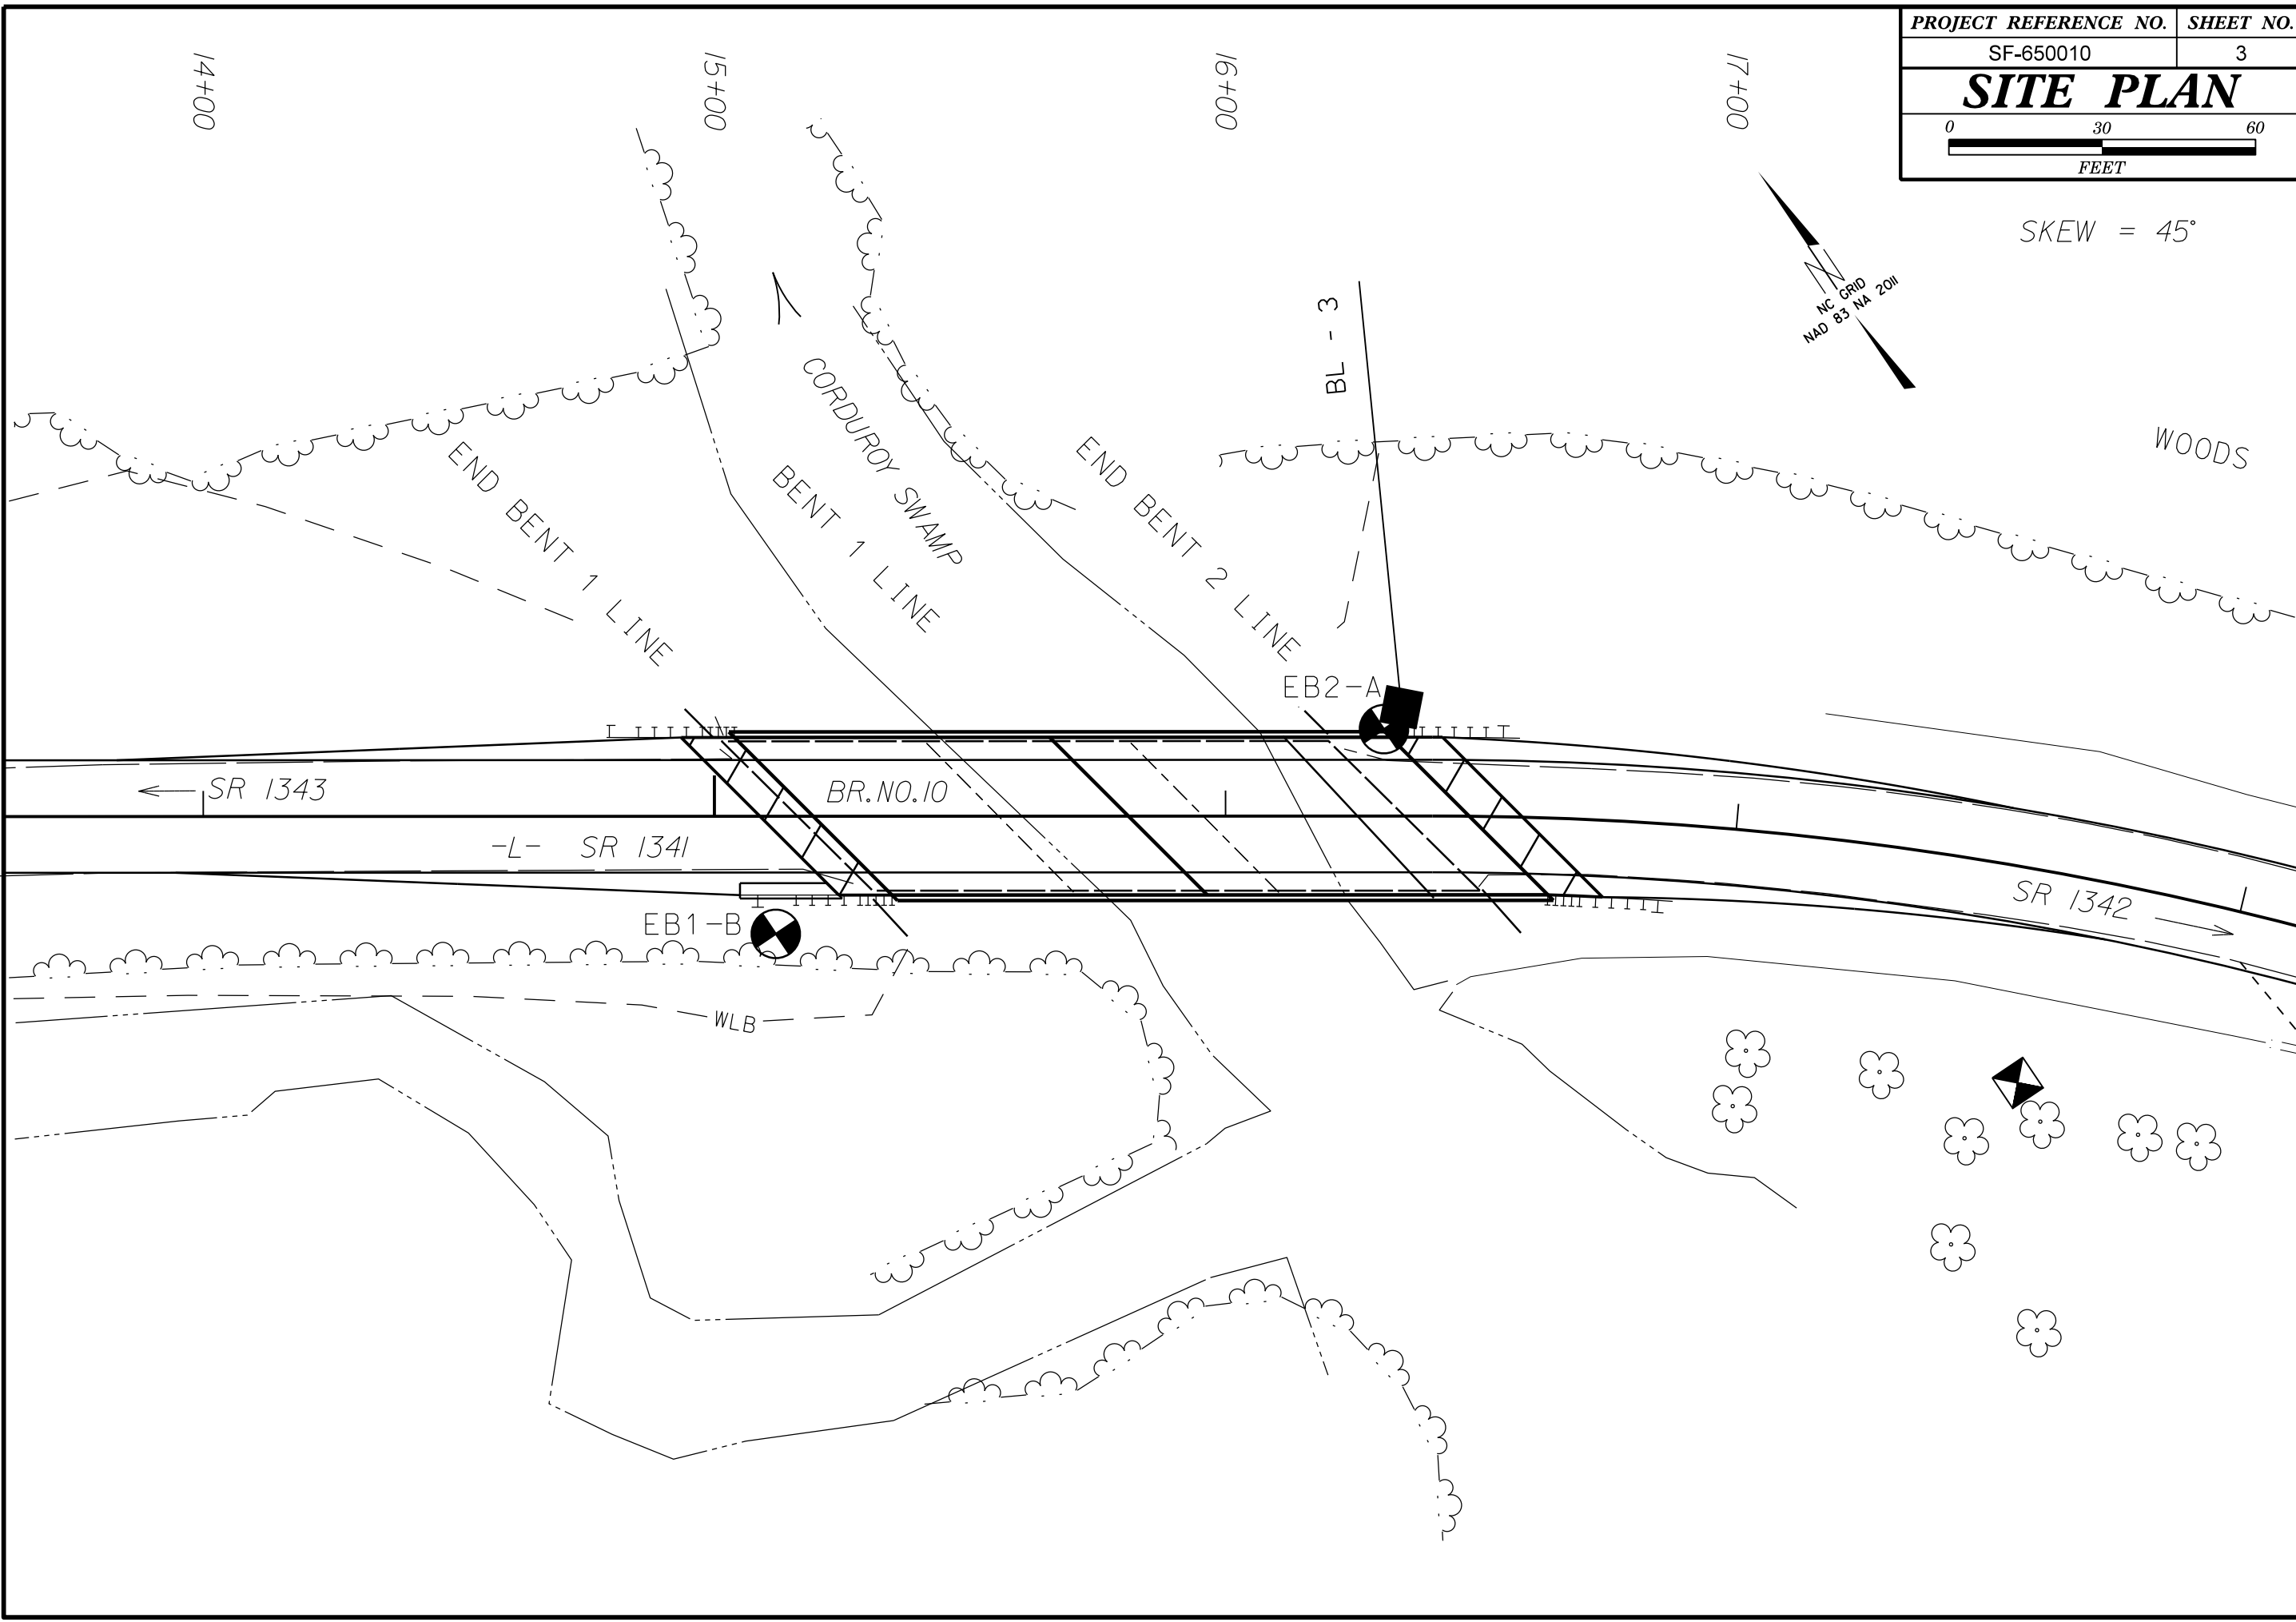 PROJECT REFERENCE NO. SHEET NO.
SF-650010 3
SITE PLAN
0 30 60
FEET
14+00 15+00 16+00 17+00
SKEW = 45°
NC GRID
NAD 83 NA 2011
BL - 3
WOODS
CORDUROY SWAMP
END BENT 1 LINE
BENT 1 LINE
END BENT 2 LINE
EB2-A
SR 1343
BR.NO.10
-L- SR 1341
SR 1342
EB1-B
WLB